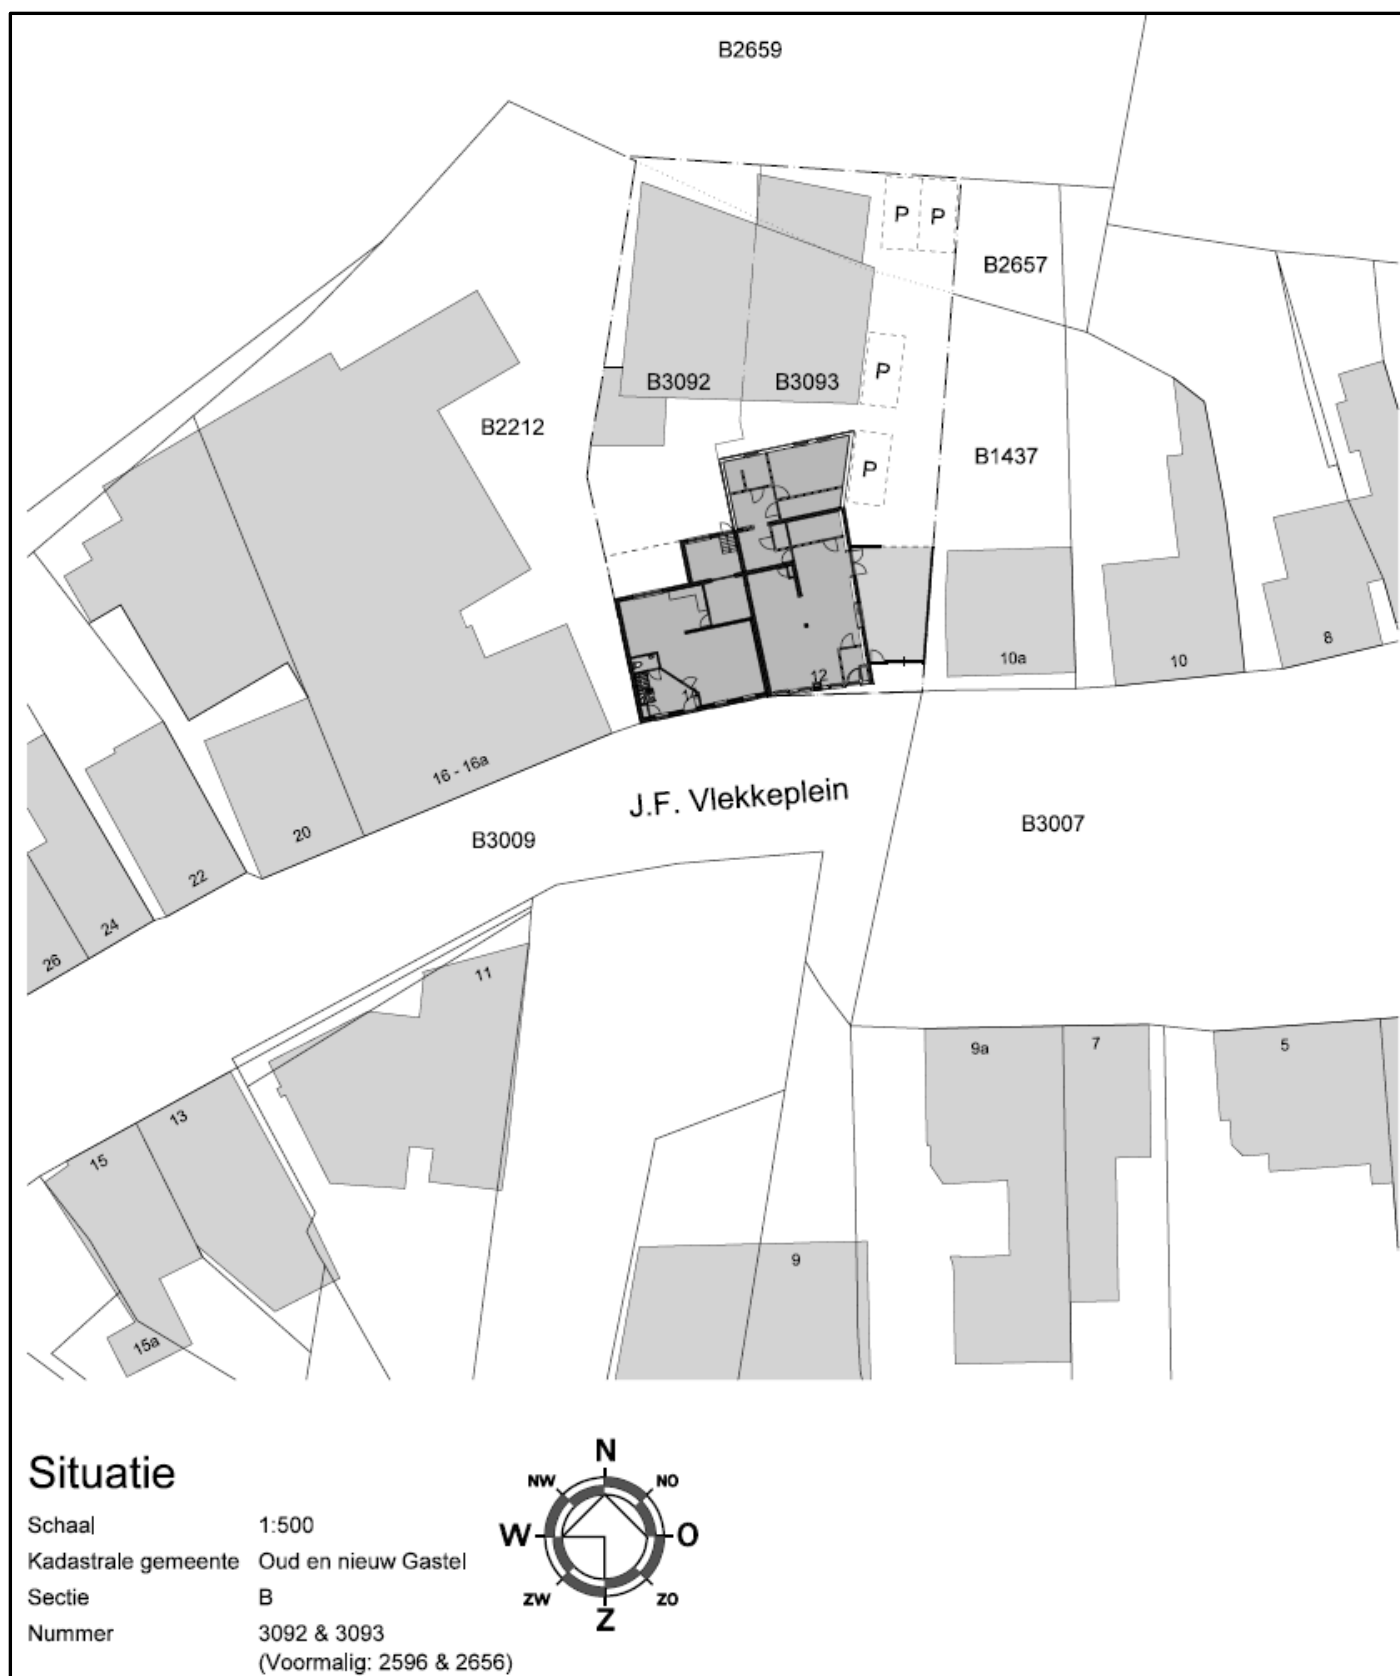 B2659
P P
B2657
P
B3092 B3093
B2212
B1437
P
12
14
10a
10
8
16 - 16a
J.F. Vlekkeplein
B3007
20
B3009
22
24
26
11
9a
7
5
13
15
9
15a
Situatie
Schaal 1:500
Kadastrale gemeente Oud en nieuw Gastel
Sectie B
Nummer 3092 & 3093
(Voormalig: 2596 & 2656)
N
NW NO
W O
ZW ZO
Z